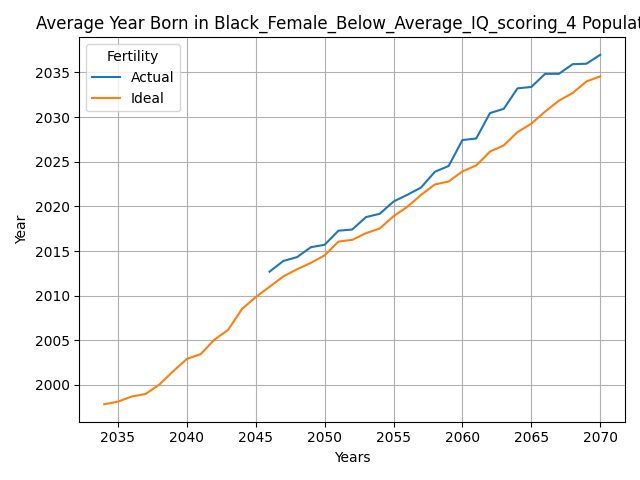 Average Year Born in Black_Female_Below_Average_IQ_scoring_4 Populat
Fertility
Actual
Ideal
2035
2030
2025
2020
2015
2010
2005
2000
Year
2035 2040 2045 2050 2055 2060 2065 2070
Years